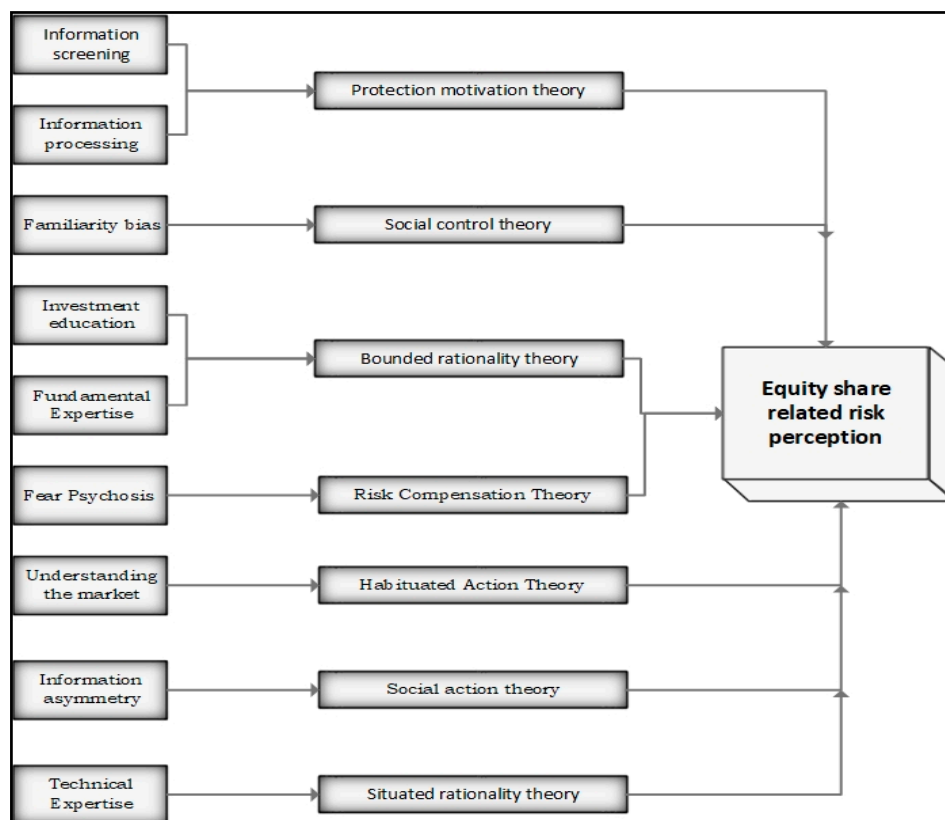 Information
screening
Protection motivation theory
Information
processing
Familiarity bias
Social control theory
Investment
education
Bounded rationality theory
Fundamental
Expertise
Equity share
related risk
perception
Fear Psychosis
Risk Compensation Theory
Understanding
the market
Habituated Action Theory
Information
asymmetry
Social action theory
Technical
Expertise
Situated rationality theory